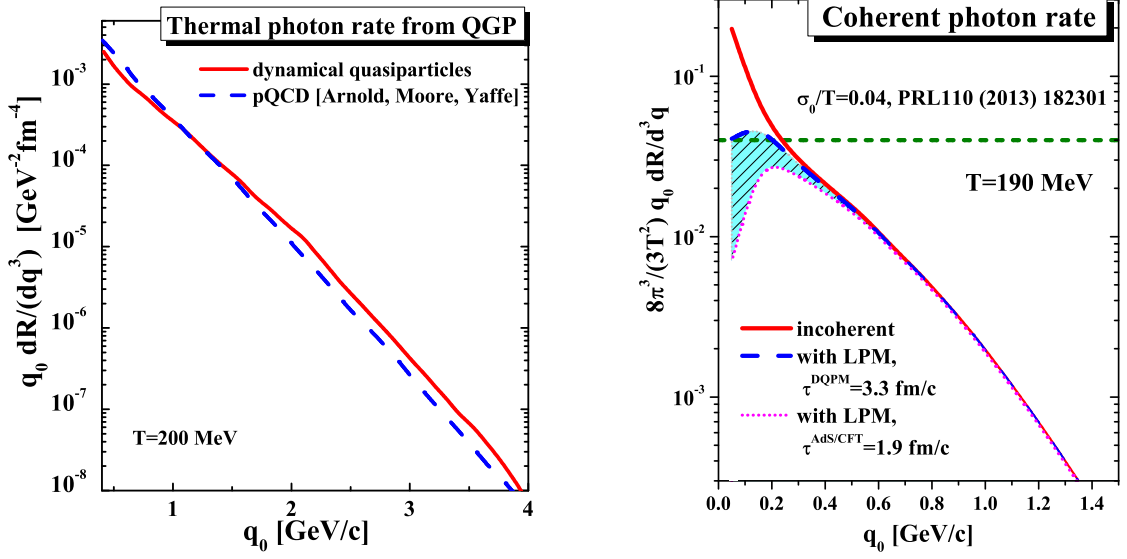 Thermal photon rate from QGP
dynamical quasiparticles
pQCD [Arnold, Moore, Yaffe]
q₀ dR/(dq³) [GeV⁻²fm⁻⁴]
10⁻³
10⁻⁴
10⁻⁵
10⁻⁶
10⁻⁷
10⁻⁸
T=200 MeV
1 2 3 4
q₀ [GeV/c]
Coherent photon rate
σ₀/T=0.04, PRL110 (2013) 182301
T=190 MeV
8π³/(3T²) q₀ dR/d³q
10⁻¹
10⁻²
10⁻³
incoherent
with LPM,
τᴰQᴾᴹ=3.3 fm/c
with LPM,
τᴬᵈˢ/ᶜᶠᵀ=1.9 fm/c
0.0 0.2 0.4 0.6 0.8 1.0 1.2 1.4
q₀ [GeV/c]